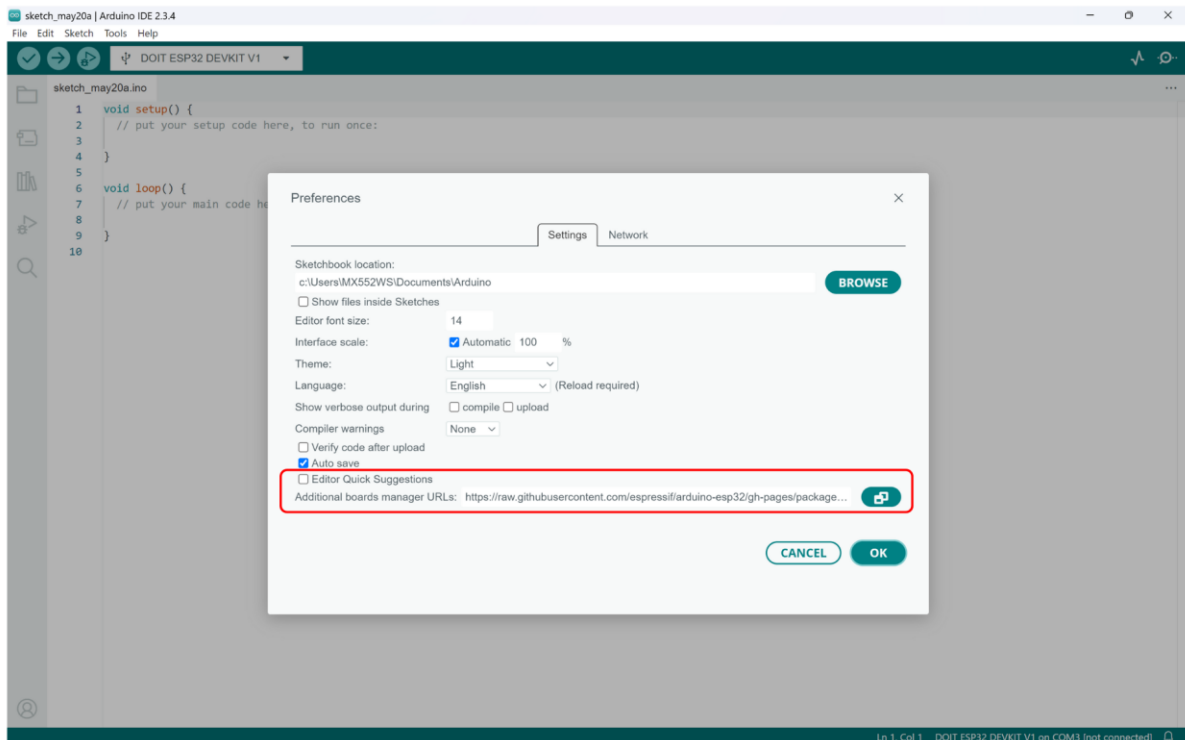 sketch_may20a | Arduino IDE 2.3.4
File Edit Sketch Tools Help
DOIT ESP32 DEVKIT V1
sketch_may20a.ino
1 void setup() {
2 // put your setup code here, to run once:
3
4 }
5
6 void loop() {
7 // put your main code he
8
9 }
10
Preferences
Settings Network
Sketchbook location:
c:\Users\MX552WS\Documents\Arduino
BROWSE
Show files inside Sketches
Editor font size: 14
Interface scale: Automatic 100 %
Theme: Light
Language: English (Reload required)
Show verbose output during compile upload
Compiler warnings None
Verify code after upload
Auto save
Editor Quick Suggestions
Additional boards manager URLs: https://raw.githubusercontent.com/espressif/arduino-esp32/gh-pages/package...
CANCEL OK
Ln 1, Col 1 DOIT ESP32 DEVKIT V1 on COM3 [not connected]